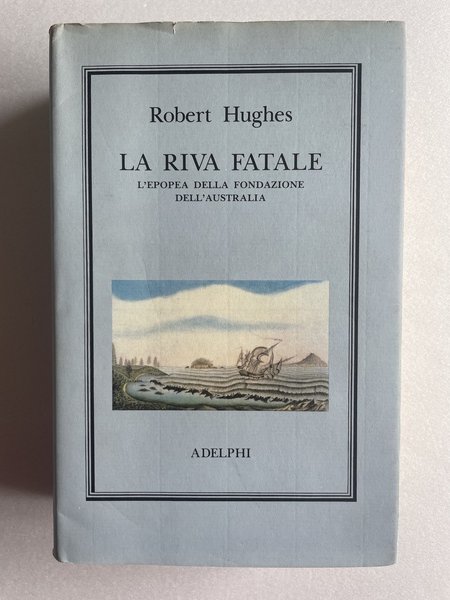 Robert Hughes
LA RIVA FATALE
L'EPOPEA DELLA FONDAZIONE
DELL'AUSTRALIA
ADELPHI